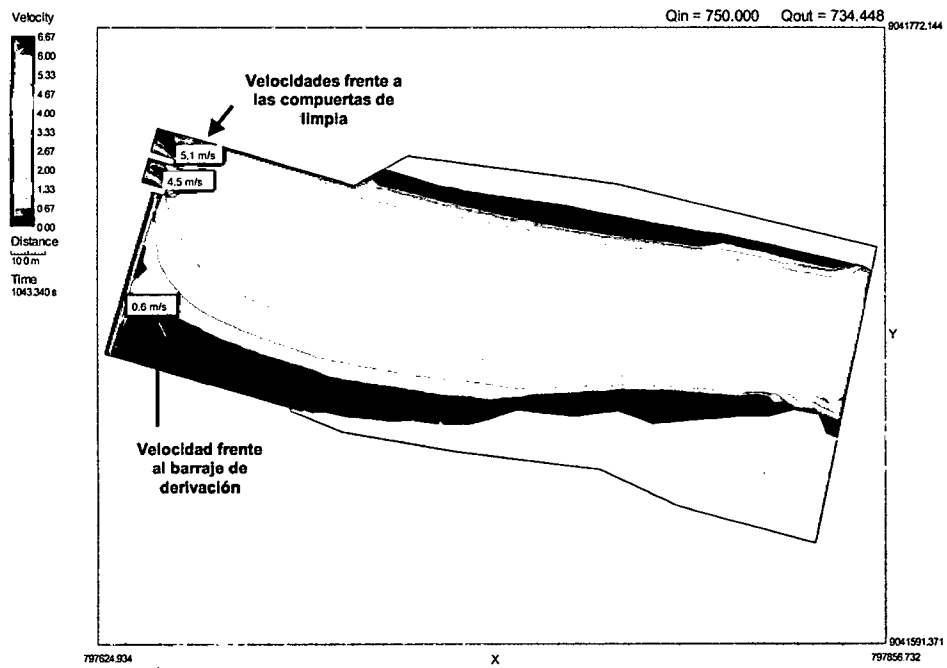 Qin = 750.000 Qout = 734.448
9041772.144
Velocity
6.67
6.00
5.33
4.67
4.00
3.33
2.67
2.00
1.33
0.67
0.00
Distance
10.0 m
Time
1043.340 s
Velocidades frente a
las compuertas de
limpia
5,1 m/s
4.5 m/s
0.6 m/s
Y
Velocidad frente
al barraje de
derivación
9041591.371
797624.934
X
797856.732